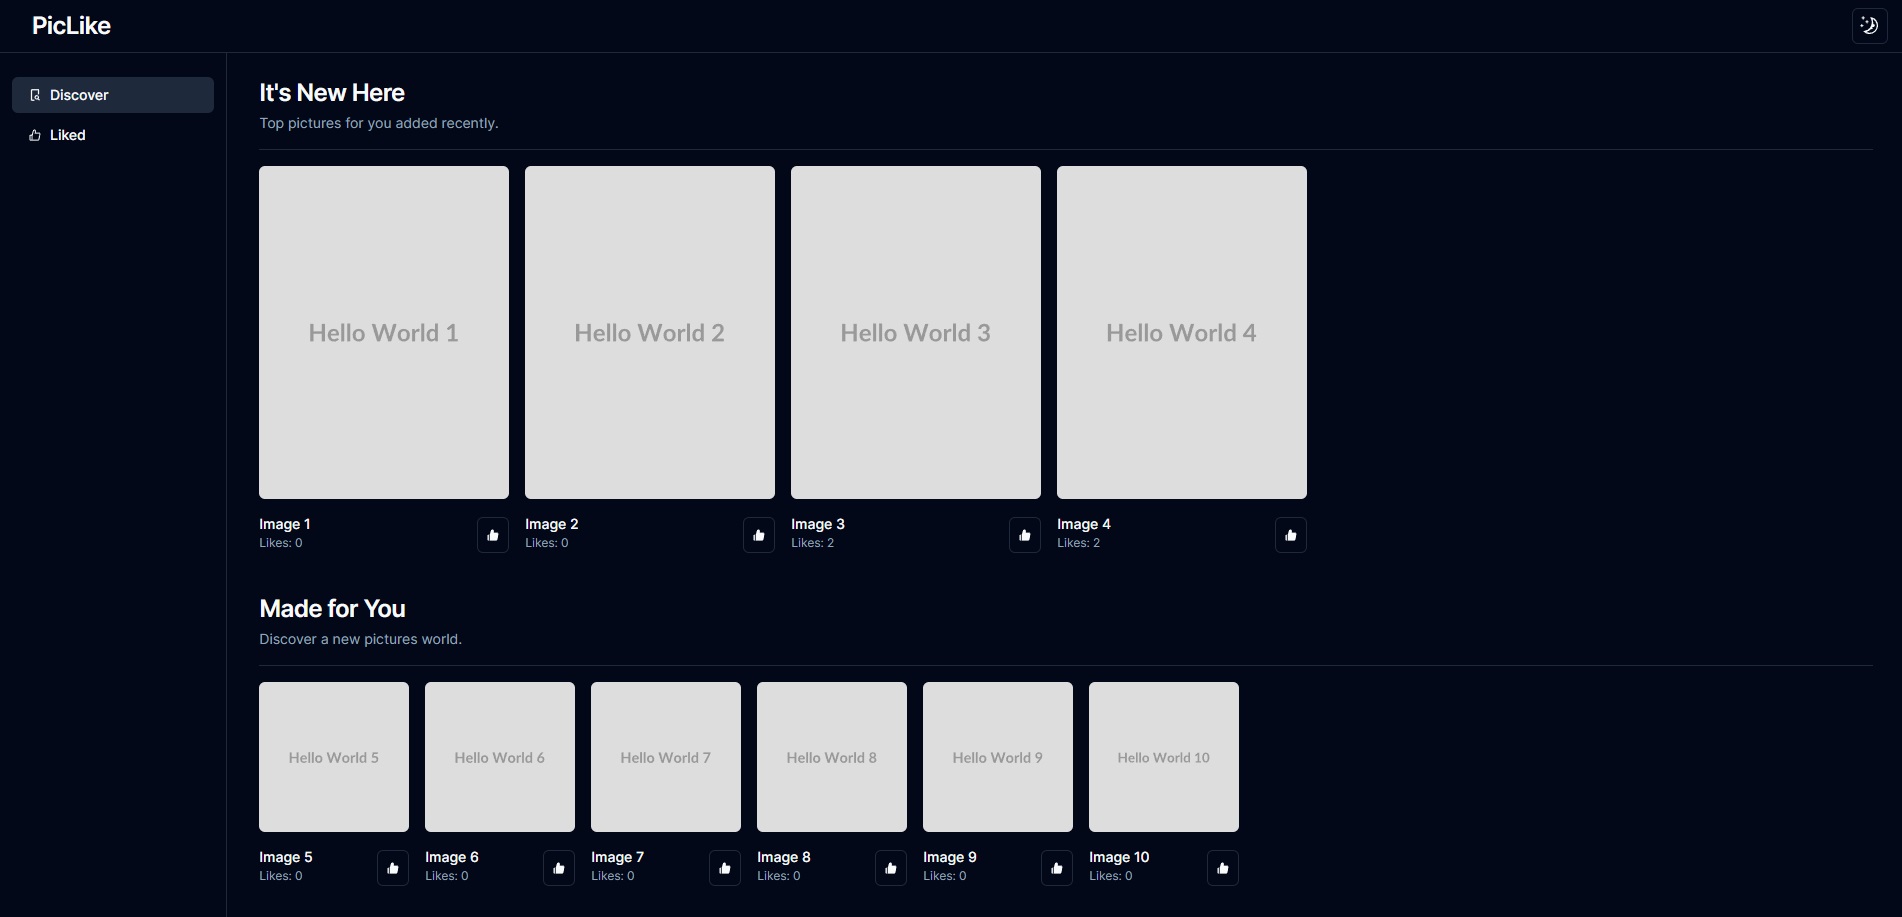 PicLike
Discover
Liked
It's New Here
Top pictures for you added recently.
Hello World 1
Hello World 2
Hello World 3
Hello World 4
Image 1
Likes: 0
Image 2
Likes: 0
Image 3
Likes: 2
Image 4
Likes: 2
Made for You
Discover a new pictures world.
Hello World 5
Hello World 6
Hello World 7
Hello World 8
Hello World 9
Hello World 10
Image 5
Likes: 0
Image 6
Likes: 0
Image 7
Likes: 0
Image 8
Likes: 0
Image 9
Likes: 0
Image 10
Likes: 0